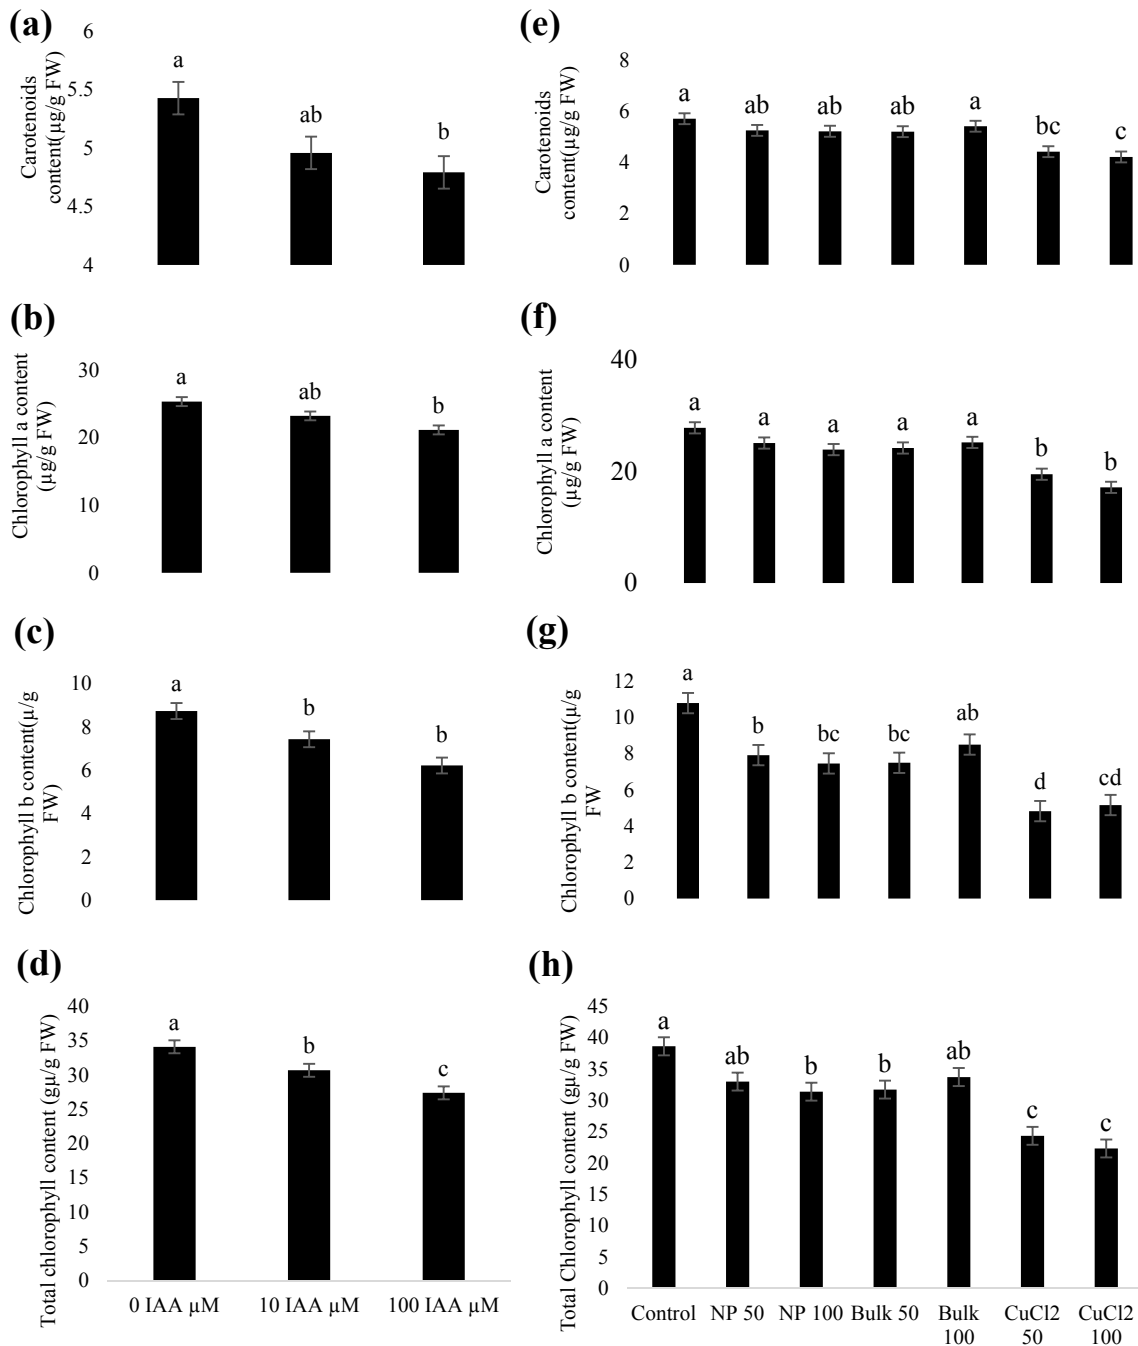 (a)
Carotenoids
content(µg/g FW)
6
5.5
5
4.5
4
a
ab
b
(e)
Carotenoids
content(µg/g FW)
8
6
4
2
0
a
ab
ab
ab
a
bc
c
(b)
Chlorophyll a content
(µg/g FW)
30
20
10
0
a
ab
b
(f)
Chlorophyll a content
(µg/g FW)
40
20
0
a
a
a
a
a
b
b
(c)
Chlorophyll b content(µ/g
FW)
10
8
6
4
2
0
a
b
b
(g)
Chlorophyll b content(µ/g
FW
12
10
8
6
4
2
0
a
b
bc
bc
ab
d
cd
(d)
Total chlorophyll content (gµ/g FW)
40
35
30
25
20
15
10
5
0
a
b
c
0 IAA µM
10 IAA µM
100 IAA µM
(h)
Total Chlorophyll content (gµ/g FW)
45
40
35
30
25
20
15
10
5
0
a
ab
b
b
ab
c
c
Control
NP 50
NP 100
Bulk 50
Bulk
100
CuCl2
50
CuCl2
100